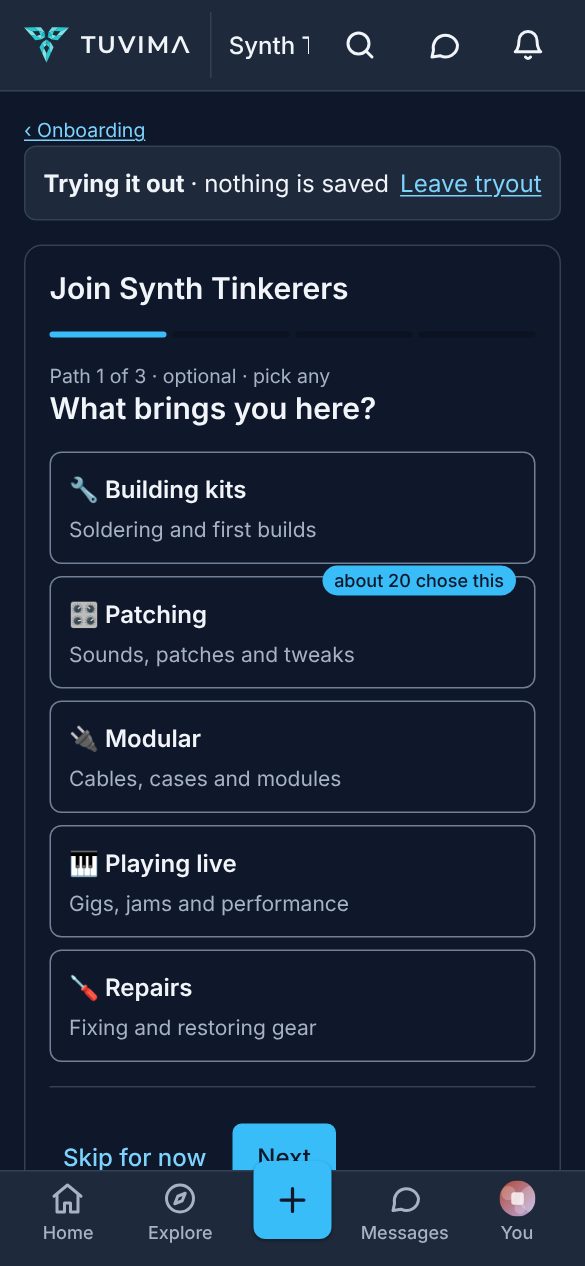 TUVIMA
Synth T
‹ Onboarding
Trying it out · nothing is saved Leave tryout
Join Synth Tinkerers
Path 1 of 3 · optional · pick any
What brings you here?
Building kits
Soldering and first builds
about 20 chose this
Patching
Sounds, patches and tweaks
Modular
Cables, cases and modules
Playing live
Gigs, jams and performance
Repairs
Fixing and restoring gear
Skip for now
Next
Home
Explore
Messages
You